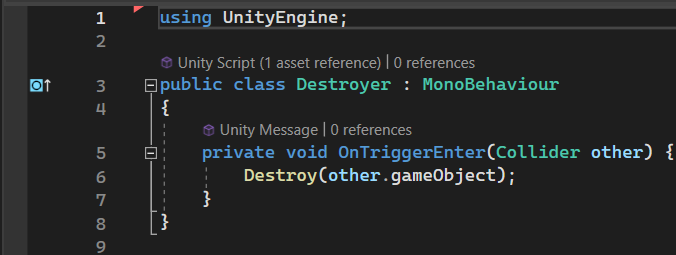 1 using UnityEngine;
2
Unity Script (1 asset reference) | 0 references
3 public class Destroyer : MonoBehaviour
4 {
Unity Message | 0 references
5 private void OnTriggerEnter(Collider other) {
6 Destroy(other.gameObject);
7 }
8 }
9